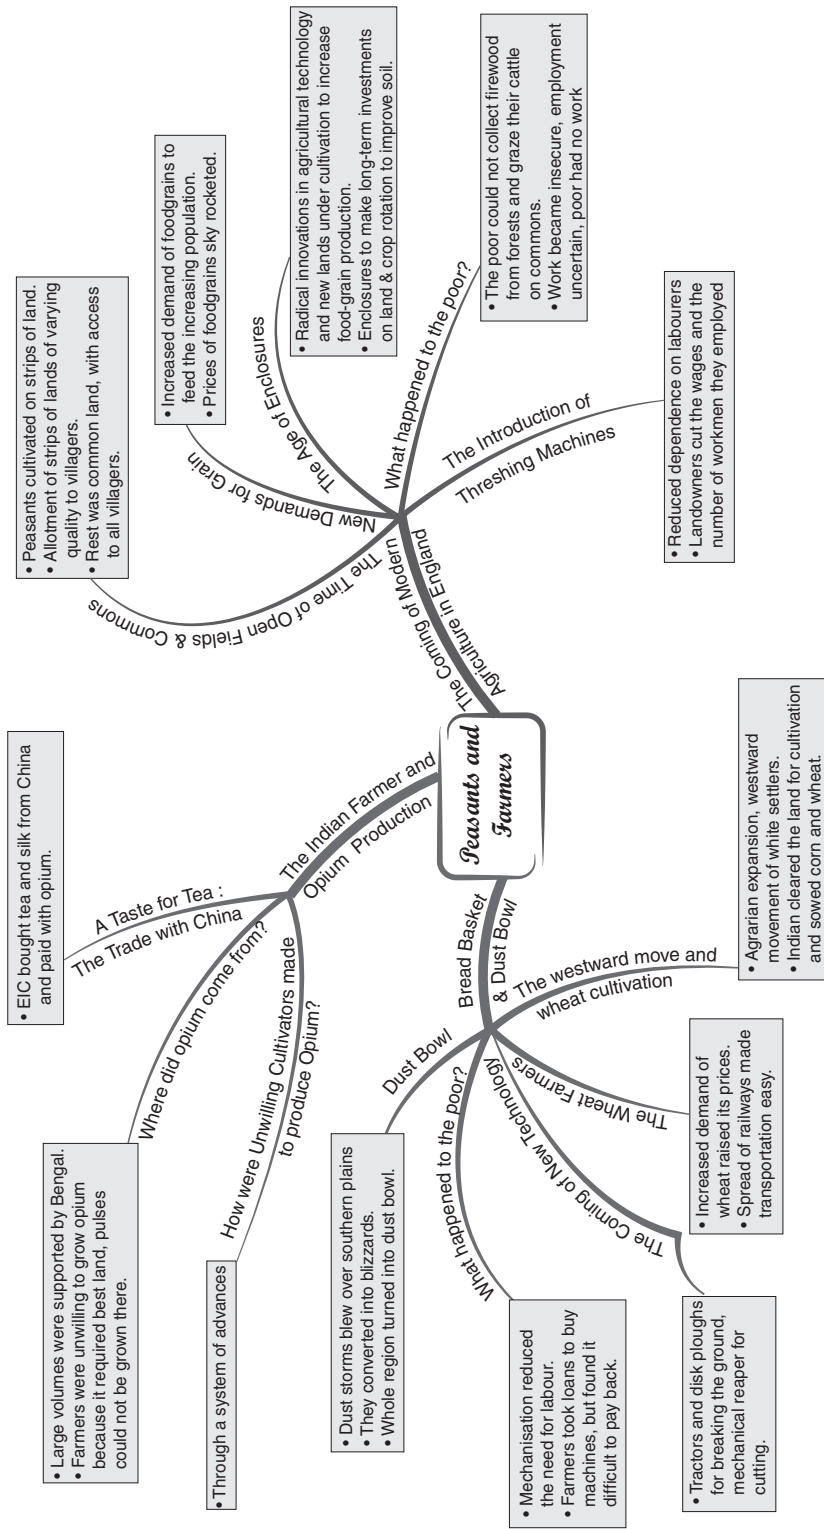 Peasants and
Farmers
The Coming of Modern
Agriculture in England
The Time of Open Fields & Commons
• Peasants cultivated on strips of land.
• Allotment of strips of lands of varying
quality to villagers.
• Rest was common land, with access
to all villagers.
New Demands for Grain
• Increased demand of foodgrains to
feed the increasing population.
• Prices of foodgrains sky rocketed.
The Age of Enclosures
• Radical innovations in agricultural technology
and new lands under cultivation to increase
food-grain production.
• Enclosures to make long-term investments
on land & crop rotation to improve soil.
What happened to the poor?
• The poor could not collect firewood
from forests and graze their cattle
on commons.
• Work became insecure, employment
uncertain, poor had no work
The Introduction of
Threshing Machines
• Reduced dependence on labourers
• Landowners cut the wages and the
number of workmen they employed
Bread Basket
& Dust Bowl
The westward move and
wheat cultivation
• Agrarian expansion, westward
movement of white settlers.
• Indian cleared the land for cultivation
and sowed corn and wheat.
The Wheat Farmers
• Increased demand of
wheat raised its prices.
• Spread of railways made
transportation easy.
The Coming of New Technology
• Tractors and disk ploughs
for breaking the ground,
mechanical reaper for
cutting.
What happened to the poor?
• Mechanisation reduced
the need for labour.
• Farmers took loans to buy
machines, but found it
difficult to pay back.
Dust Bowl
• Dust storms blew over southern plains
• They converted into blizzards.
• Whole region turned into dust bowl.
The Indian Farmer and
Opium Production
A Taste for Tea :
The Trade with China
• EIC bought tea and silk from China
and paid with opium.
Where did opium come from?
• Large volumes were supported by Bengal.
• Farmers were unwilling to grow opium
because it required best land, pulses
could not be grown there.
How were Unwilling Cultivators made
to produce Opium?
• Through a system of advances